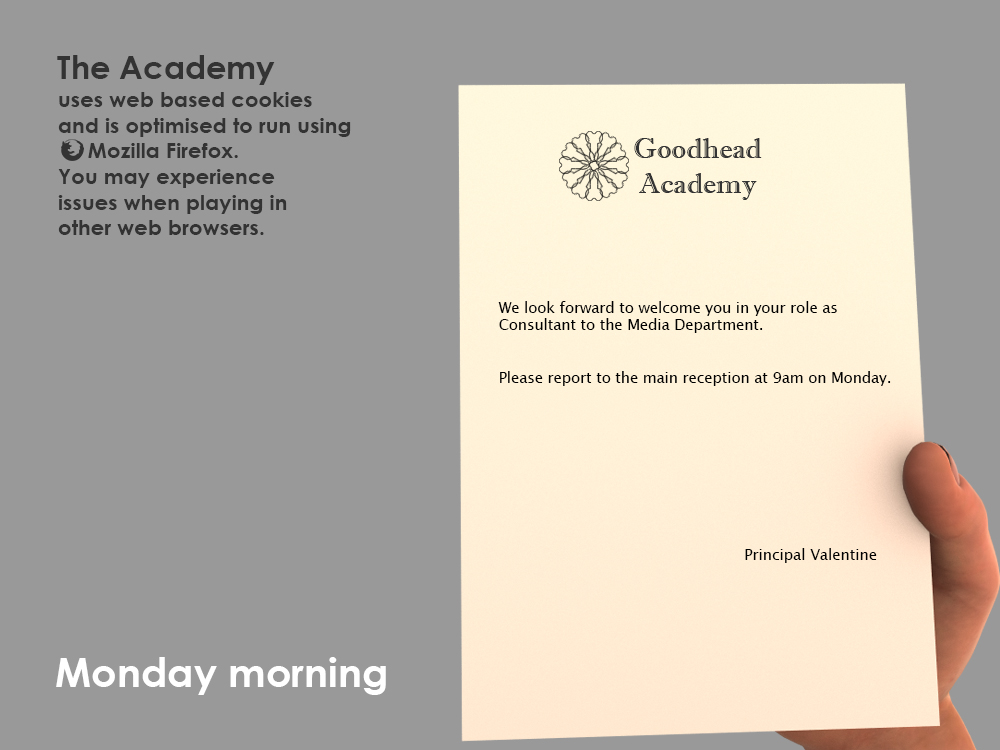 The Academy
uses web based cookies
and is optimised to run using
Mozilla Firefox.
You may experience
issues when playing in
other web browsers.
Goodhead
Academy
We look forward to welcome you in your role as
Consultant to the Media Department.
Please report to the main reception at 9am on Monday.
Principal Valentine
Monday morning